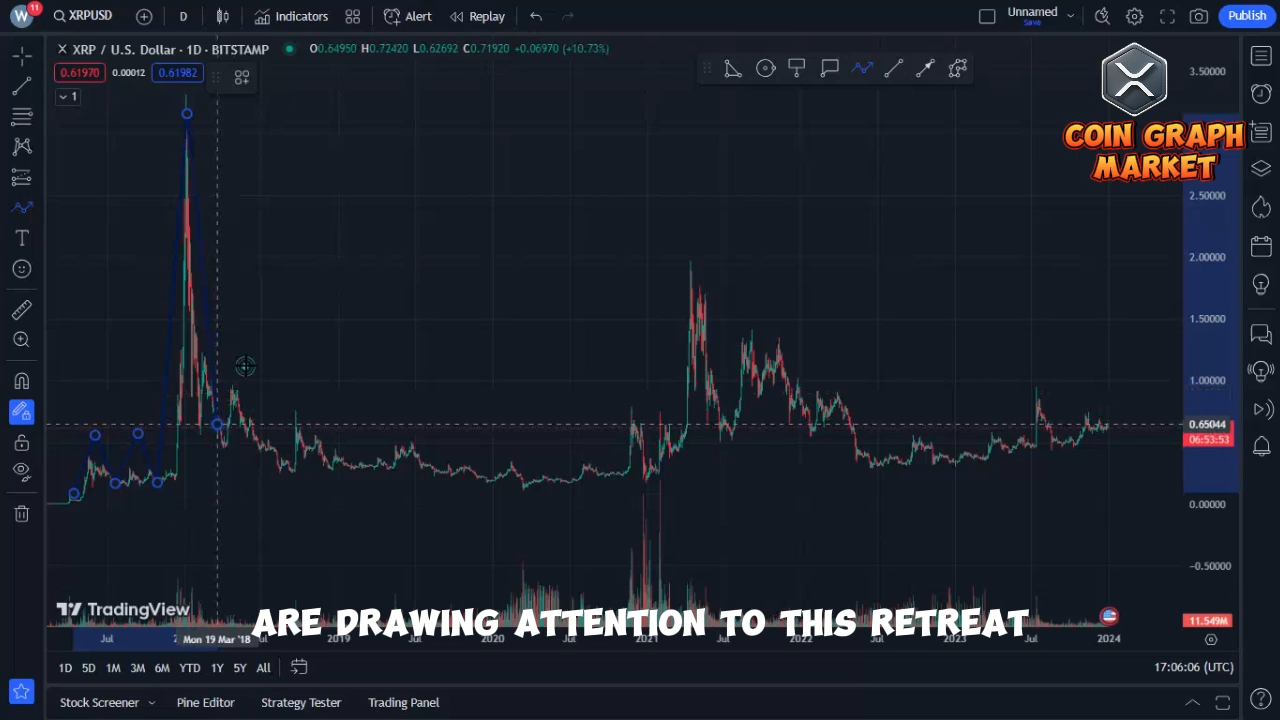 W 11 XRPUSD D Indicators Alert Replay Unnamed Save Publish
XRP / U.S. Dollar · 1D · BITSTAMP O0.64950 H0.72420 L0.62692 C0.71920 +0.06970 (+10.73%)
0.61970 0.00012 0.61982
1
3.50000
COIN GRAPH
MARKET
2.50000
2.00000
1.50000
1.00000
0.65044
06:53:53
0.00000
−0.50000
TradingView
ARE DRAWING ATTENTION TO THIS RETREAT
11.549M
Jul Mon 19 Mar '18 2019 Jul 2020 Jul 2021 Jul 2022 Jul 2023 Jul 2024
1D 5D 1M 3M 6M YTD 1Y 5Y All 17:06:06 (UTC)
Stock Screener Pine Editor Strategy Tester Trading Panel